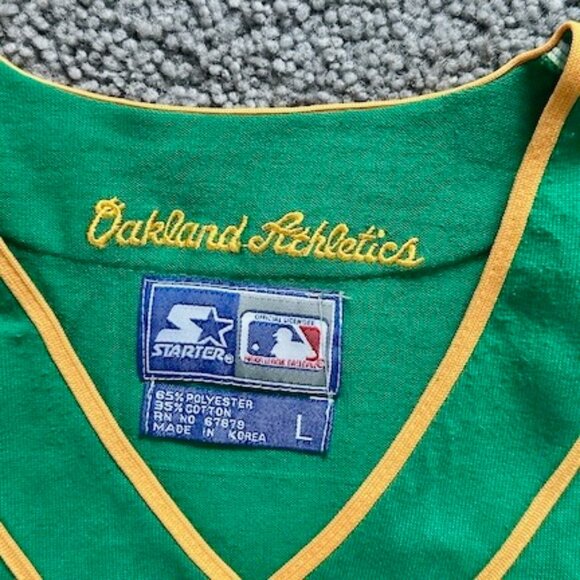 Oakland Athletics
STARTER®
OFFICIAL LICENSEE
MAJOR LEAGUE BASEBALL
65% POLYESTER
35% COTTON
RN NO 67879
MADE IN KOREA
L